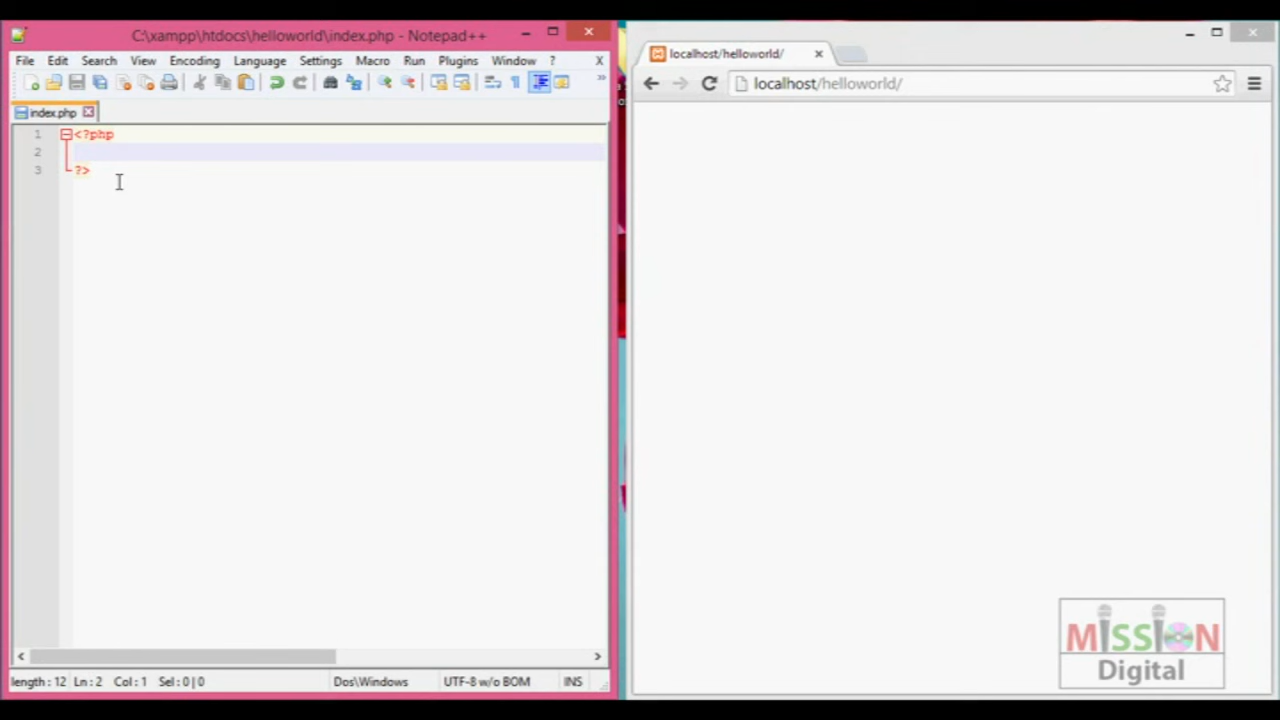 C:\xampp\htdocs\helloworld\index.php - Notepad++
File Edit Search View Encoding Language Settings Macro Run Plugins Window ? X
index.php
1 <?php
2
3 ?>
length : 12 Ln : 2 Col : 1 Sel : 0 | 0 Dos\Windows UTF-8 w/o BOM INS
localhost/helloworld/
localhost/helloworld/
MISSION
Digital